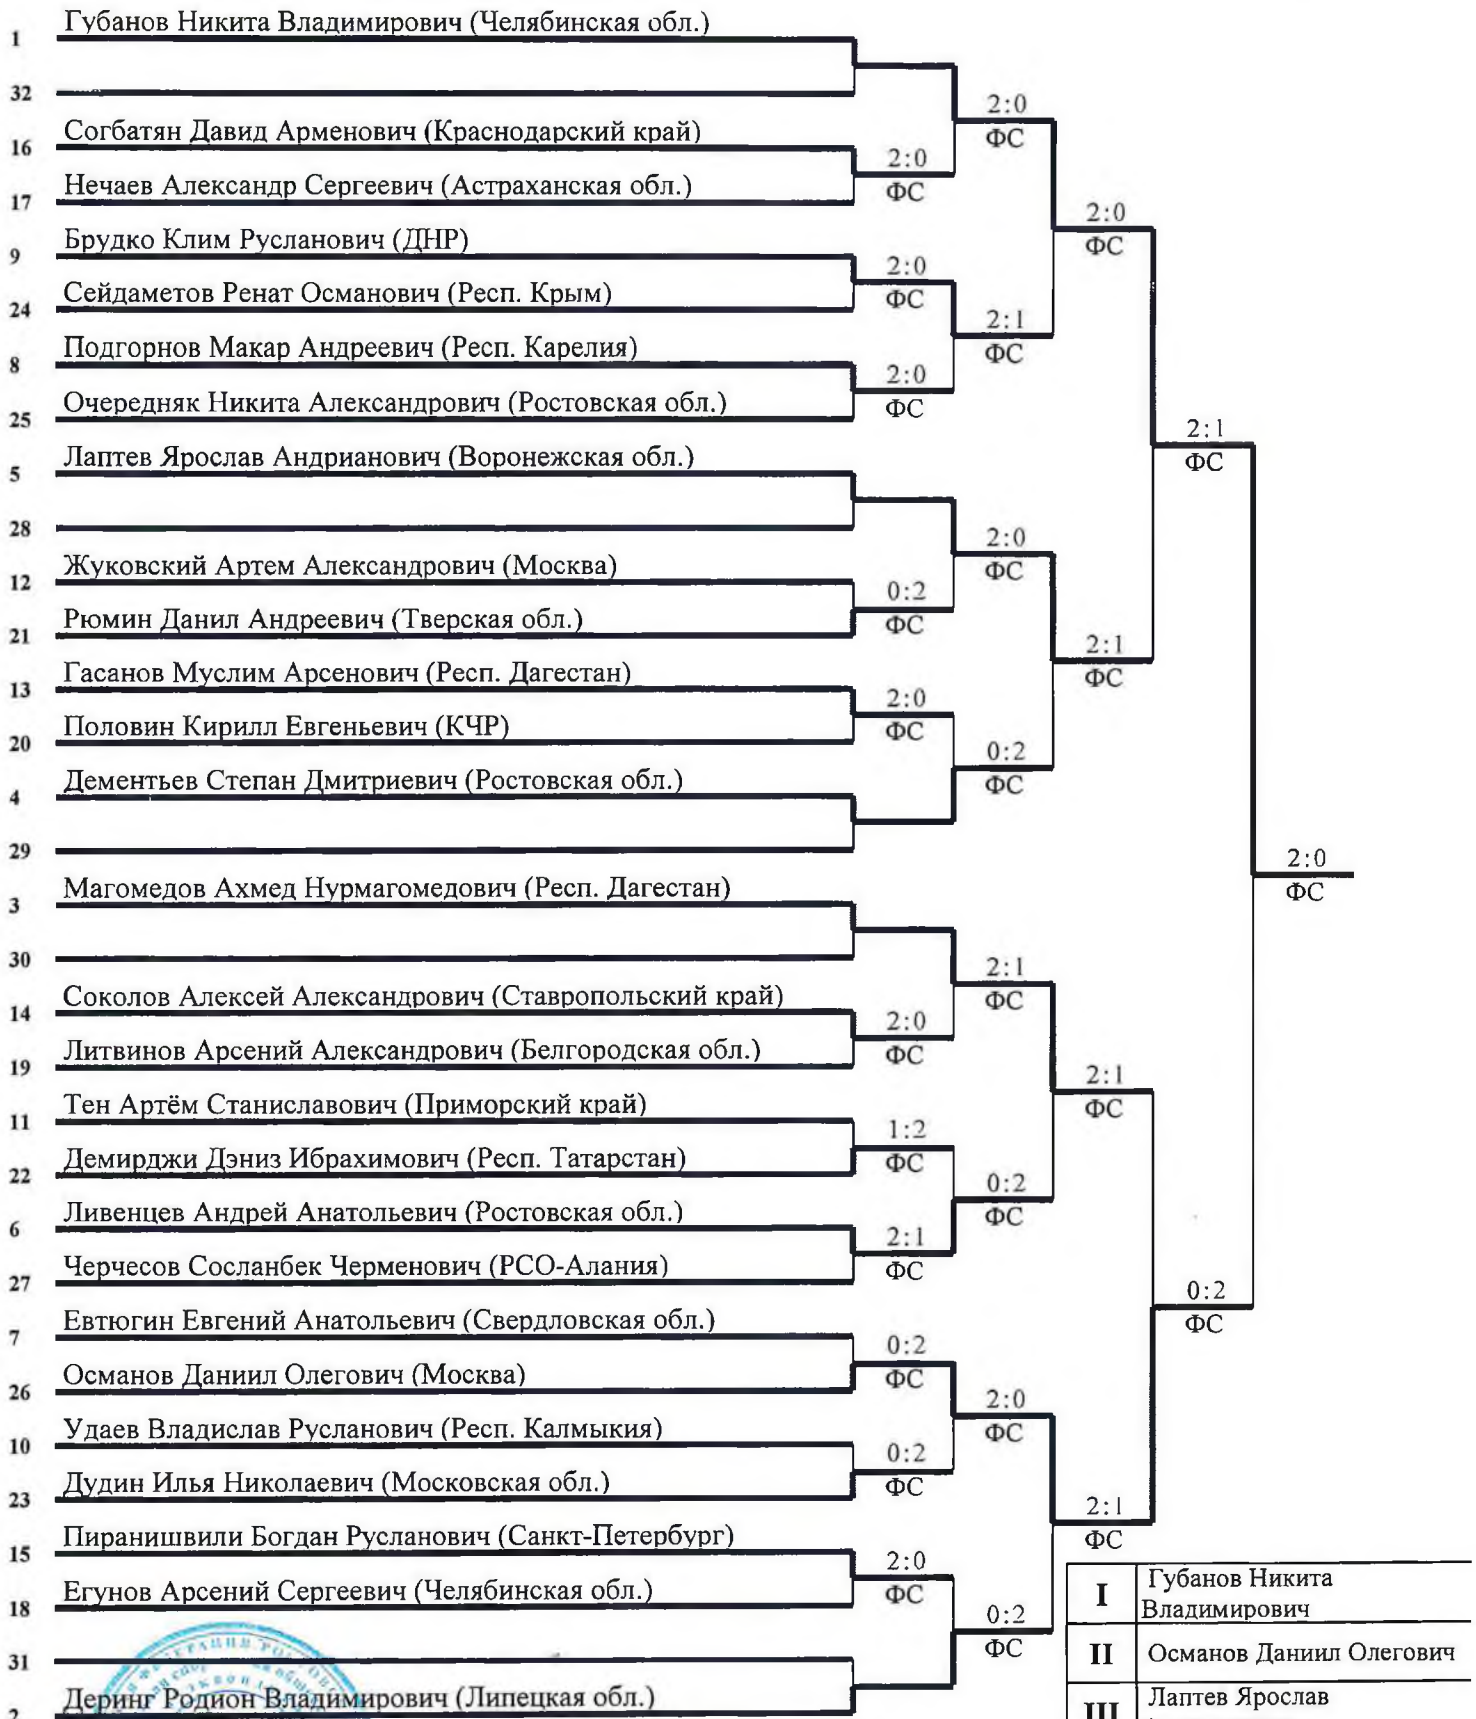 Губанов Никита Владимирович (Челябинская обл.)
1
32
2:0
ФС
Согбатян Давид Арменович (Краснодарский край)
16
2:0
ФС
Нечаев Александр Сергеевич (Астраханская обл.)
17
2:0
ФС
Брудко Клим Русланович (ДНР)
9
2:0
ФС
Сейдаметов Ренат Османович (Респ. Крым)
24
2:1
ФС
Подгорнов Макар Андреевич (Респ. Карелия)
8
2:0
ФС
Очередняк Никита Александрович (Ростовская обл.)
25
2:1
ФС
Лаптев Ярослав Андрианович (Воронежская обл.)
5
28
2:0
ФС
Жуковский Артем Александрович (Москва)
12
0:2
ФС
Рюмин Данил Андреевич (Тверская обл.)
21
2:1
ФС
Гасанов Муслим Арсенович (Респ. Дагестан)
13
2:0
ФС
Половин Кирилл Евгеньевич (КЧР)
20
0:2
ФС
Дементьев Степан Дмитриевич (Ростовская обл.)
4
29
2:0
ФС
Магомедов Ахмед Нурмагомедович (Респ. Дагестан)
3
30
2:1
ФС
Соколов Алексей Александрович (Ставропольский край)
14
2:0
ФС
Литвинов Арсений Александрович (Белгородская обл.)
19
2:1
ФС
Тен Артём Станиславович (Приморский край)
11
1:2
ФС
Демирджи Дэниз Ибрахимович (Респ. Татарстан)
22
0:2
ФС
Ливенцев Андрей Анатольевич (Ростовская обл.)
6
2:1
ФС
Черчесов Сосланбек Черменович (РСО-Алания)
27
0:2
ФС
Евтюгин Евгений Анатольевич (Свердловская обл.)
7
0:2
ФС
Османов Даниил Олегович (Москва)
26
2:0
ФС
Удаев Владислав Русланович (Респ. Калмыкия)
10
0:2
ФС
Дудин Илья Николаевич (Московская обл.)
23
2:1
ФС
Пиранишвили Богдан Русланович (Санкт-Петербург)
15
2:0
ФС
Егунов Арсений Сергеевич (Челябинская обл.)
18
0:2
ФС
31
Деринг Родион Владимирович (Липецкая обл.)
2
I Губанов Никита
Владимирович
II Османов Даниил Олегович
III Лаптев Ярослав